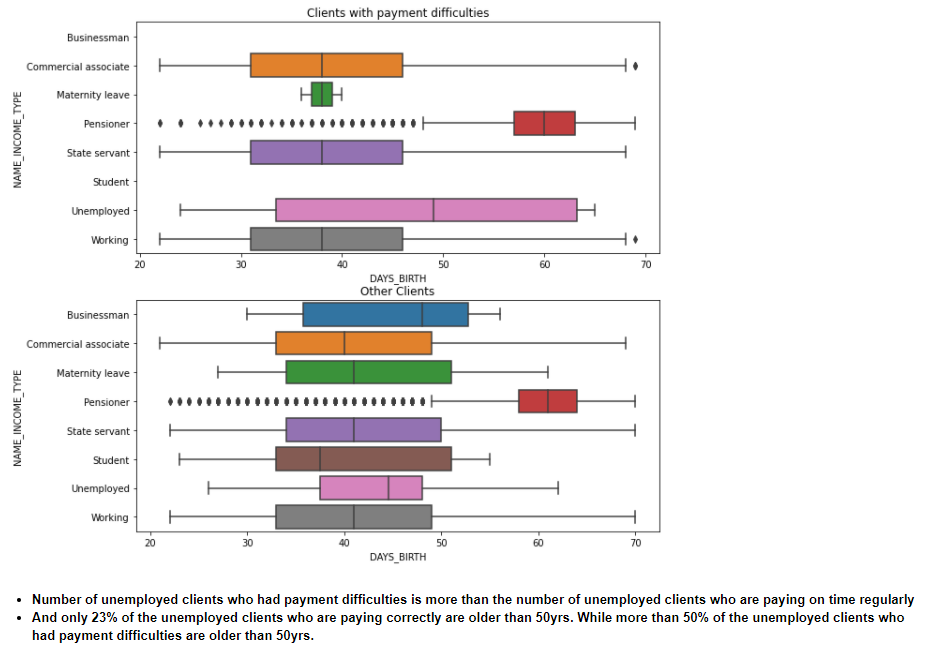 Clients with payment difficulties
Businessman
Commercial associate
Maternity leave
Pensioner
State servant
Student
Unemployed
Working
NAME_INCOME_TYPE
20 30 40 50 60 70
DAYS_BIRTH
Other Clients
Businessman
Commercial associate
Maternity leave
Pensioner
State servant
Student
Unemployed
Working
NAME_INCOME_TYPE
20 30 40 50 60 70
DAYS_BIRTH
• Number of unemployed clients who had payment difficulties is more than the number of unemployed clients who are paying on time regularly
• And only 23% of the unemployed clients who are paying correctly are older than 50yrs. While more than 50% of the unemployed clients who
had payment difficulties are older than 50yrs.